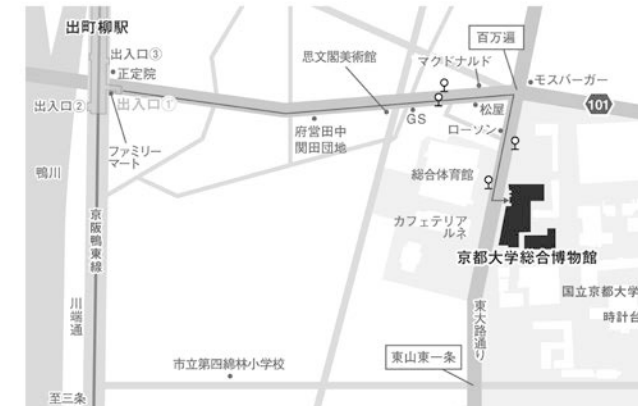 出町柳駅
出入口③
正定院
出入口②
出入口①
ファミリー
マート
鴨川
京阪鴨東線
川端通
至三条
思文閣美術館
百万遍
マクドナルド
モスバーガー
101
府営田中
関田団地
GS
松屋
ローソン
総合体育館
カフェテリア
ルネ
京都大学総合博物館
国立京都大学
時計台
東大路通り
東山東一条
市立第四綿林小学校